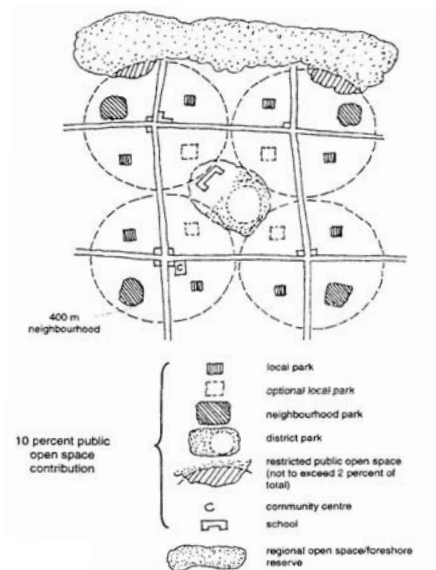 C
400 m
neighbourhood
10 percent public
open space
contribution
local park
optional local park
neighbourhood park
district park
restricted public open space
(not to exceed 2 percent of
total)
C
community centre
school
regional open space/foreshore
reserve